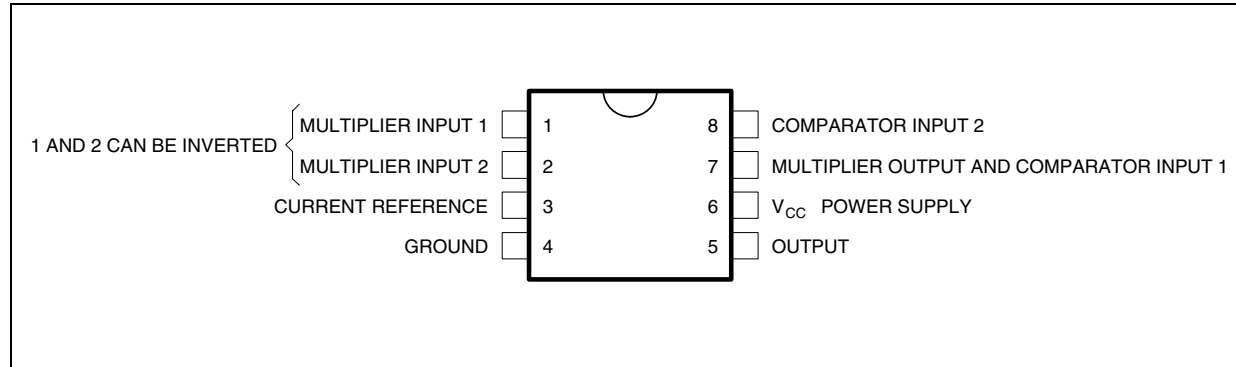 1 AND 2 CAN BE INVERTED
MULTIPLIER INPUT 1 1 8 COMPARATOR INPUT 2
MULTIPLIER INPUT 2 2 7 MULTIPLIER OUTPUT AND COMPARATOR INPUT 1
CURRENT REFERENCE 3 6 VCC POWER SUPPLY
GROUND 4 5 OUTPUT